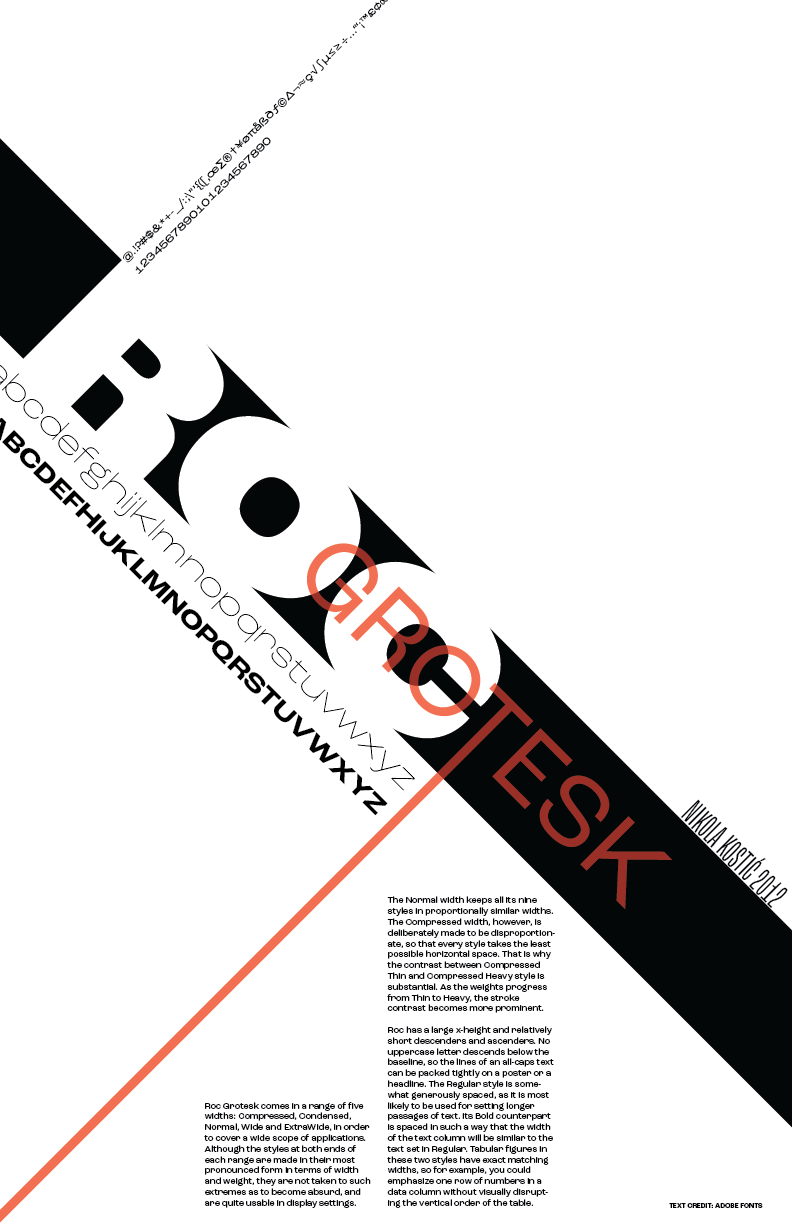 @.!?#$&*+-_/:;\"'{([,œ∑®†¥øπåß∂ƒ©∆¬≈ç√∫µ≤≥÷…“‘¡™£¢
1234567890101234567890
Roc
GROTESK
abcdefghijklmnopqrstuvwxyz
ABCDEFHIJKLMNOPQRSTUVWXYZ
NIKOLA KOSTIĆ 2012
Roc Grotesk comes in a range of five
widths: Compressed, Condensed,
Normal, Wide and ExtraWide, in order
to cover a wide scope of applications.
Although the styles at both ends of
each range are made in their most
pronounced form in terms of width
and weight, they are not taken to such
extremes as to become absurd, and
are quite usable in display settings.
The Normal width keeps all its nine
styles in proportionally similar widths.
The Compressed width, however, is
deliberately made to be disproportion-
ate, so that every style takes the least
possible horizontal space. That is why
the contrast between Compressed
Thin and Compressed Heavy style is
substantial. As the weights progress
from Thin to Heavy, the stroke
contrast becomes more prominent.
Roc has a large x-height and relatively
short descenders and ascenders. No
uppercase letter descends below the
baseline, so the lines of an all-caps text
can be packed tightly on a poster or a
headline. The Regular style is some-
what generously spaced, as it is most
likely to be used for setting longer
passages of text. Its Bold counterpart
is spaced in such a way that the width
of the text column will be similar to the
text set in Regular. Tabular figures in
these two styles have exact matching
widths, so for example, you could
emphasize one row of numbers in a
data column without visually disrupt-
ing the vertical order of the table.
TEXT CREDIT: ADOBE FONTS